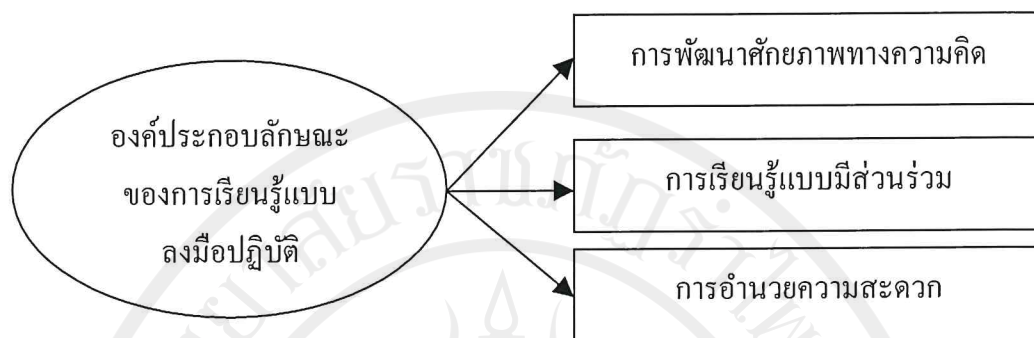 การพัฒนาศักยภาพทางความคิด
องค์ประกอบลักษณะ
ของการเรียนรู้แบบ
ลงมือปฏิบัติ
การเรียนรู้แบบมีส่วนร่วม
การอำนวยความสะดวก